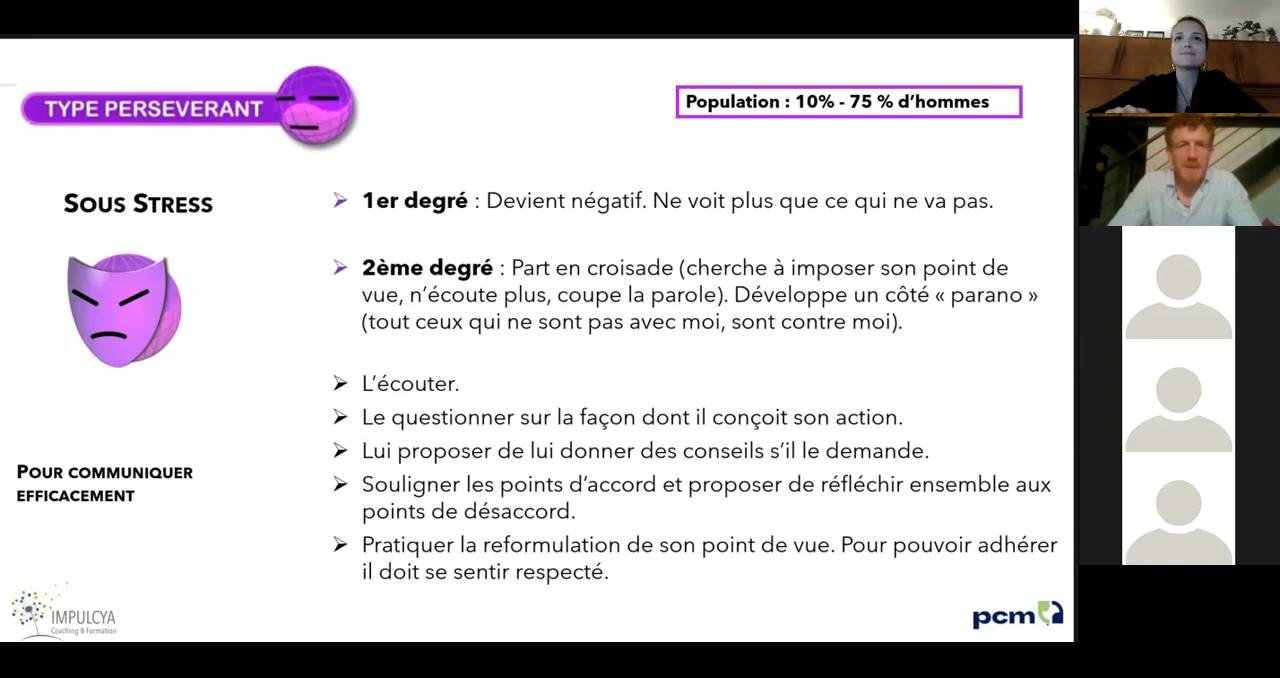 TYPE PERSEVERANT
Population : 10% - 75 % d’hommes
SOUS STRESS
1er degré : Devient négatif. Ne voit plus que ce qui ne va pas.
2ème degré : Part en croisade (cherche à imposer son point de
vue, n’écoute plus, coupe la parole). Développe un côté « parano »
(tout ceux qui ne sont pas avec moi, sont contre moi).
POUR COMMUNIQUER
EFFICACEMENT
L’écouter.
Le questionner sur la façon dont il conçoit son action.
Lui proposer de lui donner des conseils s’il le demande.
Souligner les points d’accord et proposer de réfléchir ensemble aux
points de désaccord.
Pratiquer la reformulation de son point de vue. Pour pouvoir adhérer
il doit se sentir respecté.
IMPULCYA
Coaching & Formation
pcm